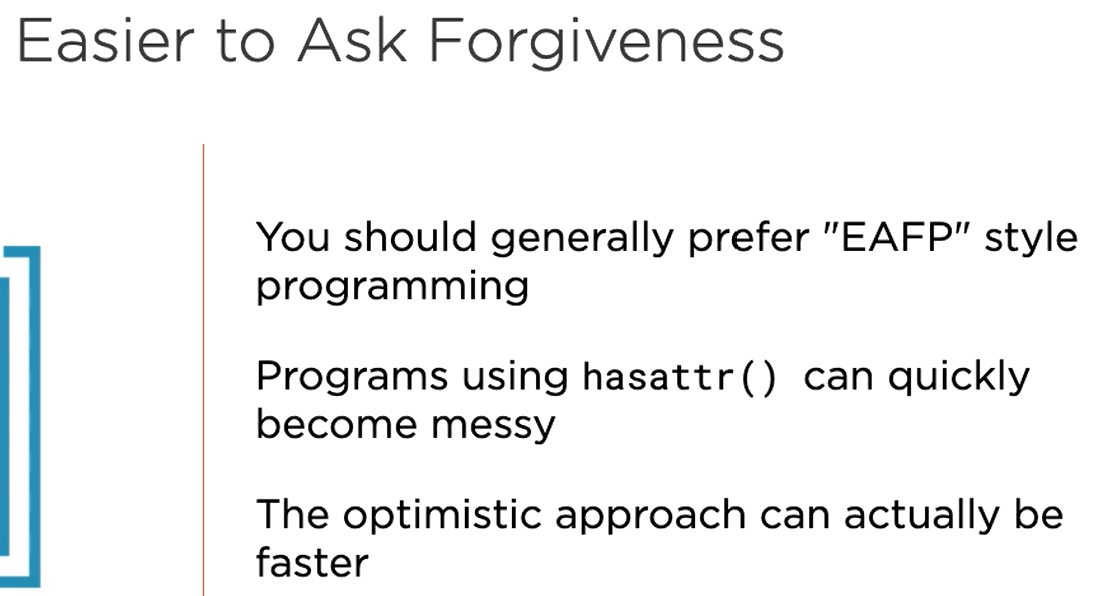 Easier to Ask Forgiveness
You should generally prefer "EAFP" style
programming
Programs using hasattr() can quickly
become messy
The optimistic approach can actually be
faster